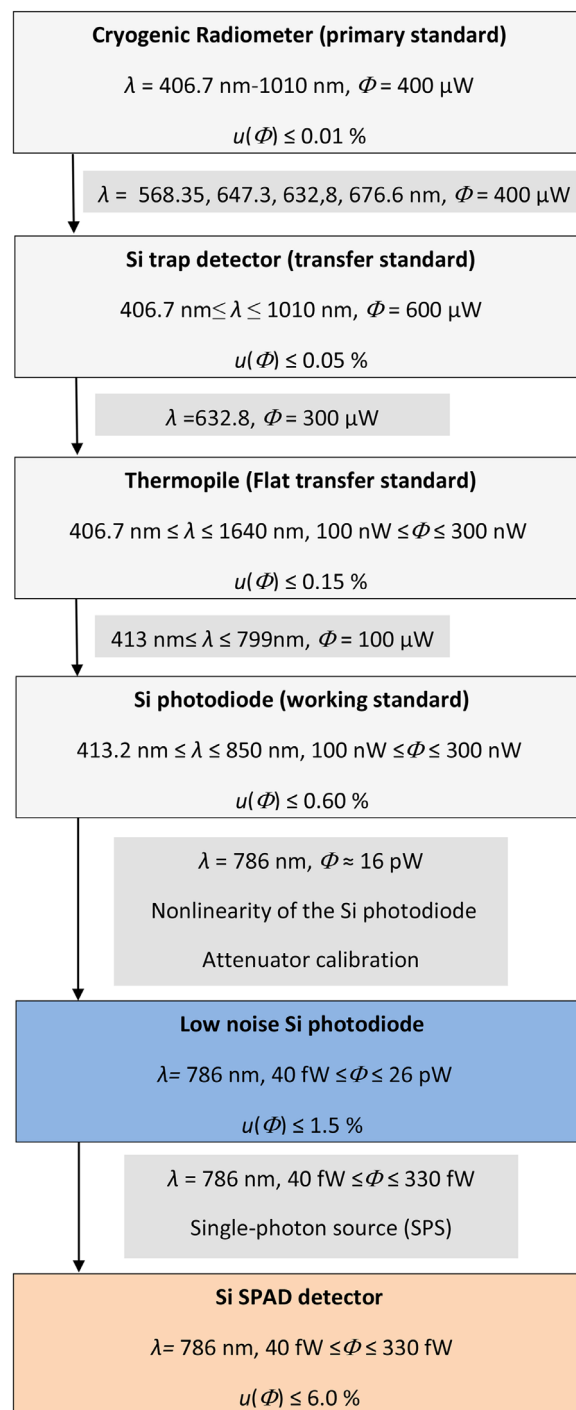 Cryogenic Radiometer (primary standard)
λ = 406.7 nm-1010 nm, Φ = 400 µW
u(Φ) ≤ 0.01 %
λ =  568.35, 647.3, 632,8, 676.6 nm, Φ = 400 µW
Si trap detector (transfer standard)
406.7 nm≤ λ ≤ 1010 nm, Φ = 600 µW
u(Φ) ≤ 0.05 %
λ =632.8, Φ = 300 µW
Thermopile (Flat transfer standard)
406.7 nm ≤ λ ≤ 1640 nm, 100 nW ≤Φ ≤ 300 nW
u(Φ) ≤ 0.15 %
413 nm≤ λ ≤ 799nm, Φ = 100 µW
Si photodiode (working standard)
413.2 nm ≤ λ ≤ 850 nm, 100 nW ≤Φ ≤ 300 nW
u(Φ) ≤ 0.60 %
λ = 786 nm, Φ ≈ 16 pW
Nonlinearity of the Si photodiode
Attenuator calibration
Low noise Si photodiode
λ= 786 nm, 40 fW ≤Φ ≤ 26 pW
u(Φ) ≤ 1.5 %
λ = 786 nm, 40 fW ≤Φ ≤ 330 fW
Single-photon source (SPS)
Si SPAD detector
λ= 786 nm, 40 fW ≤Φ ≤ 330 fW
u(Φ) ≤ 6.0 %